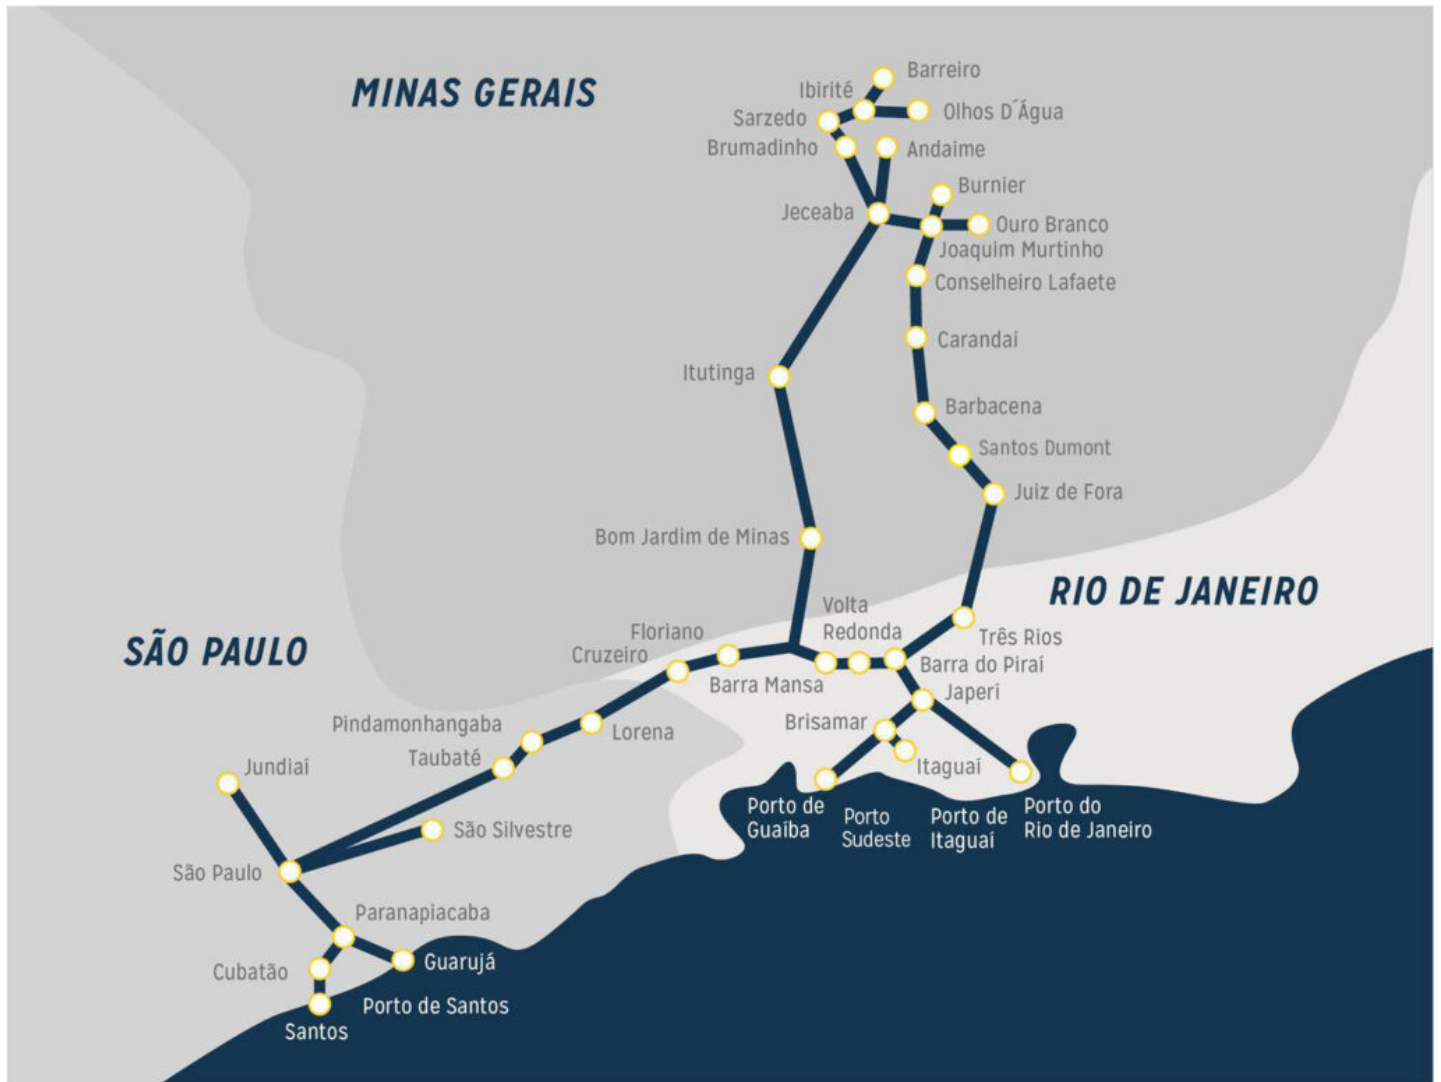 MINAS GERAIS
Barreiro
Ibirité
Olhos D´Água
Sarzedo
Brumadinho
Andaime
Burnier
Jeceaba
Ouro Branco
Joaquim Murtinho
Conselheiro Lafaete
Carandaí
Itutinga
Barbacena
Santos Dumont
Juiz de Fora
Bom Jardim de Minas
RIO DE JANEIRO
Volta
Redonda
SÃO PAULO
Floriano
Três Rios
Cruzeiro
Barra do Piraí
Barra Mansa
Japeri
Pindamonhangaba
Brisamar
Lorena
Taubaté
Itaguaí
Jundiaí
Porto de
Guaíba
Porto
Sudeste
Porto de
Itaguaí
Porto do
Rio de Janeiro
São Silvestre
São Paulo
Paranapiacaba
Guarujá
Cubatão
Porto de Santos
Santos